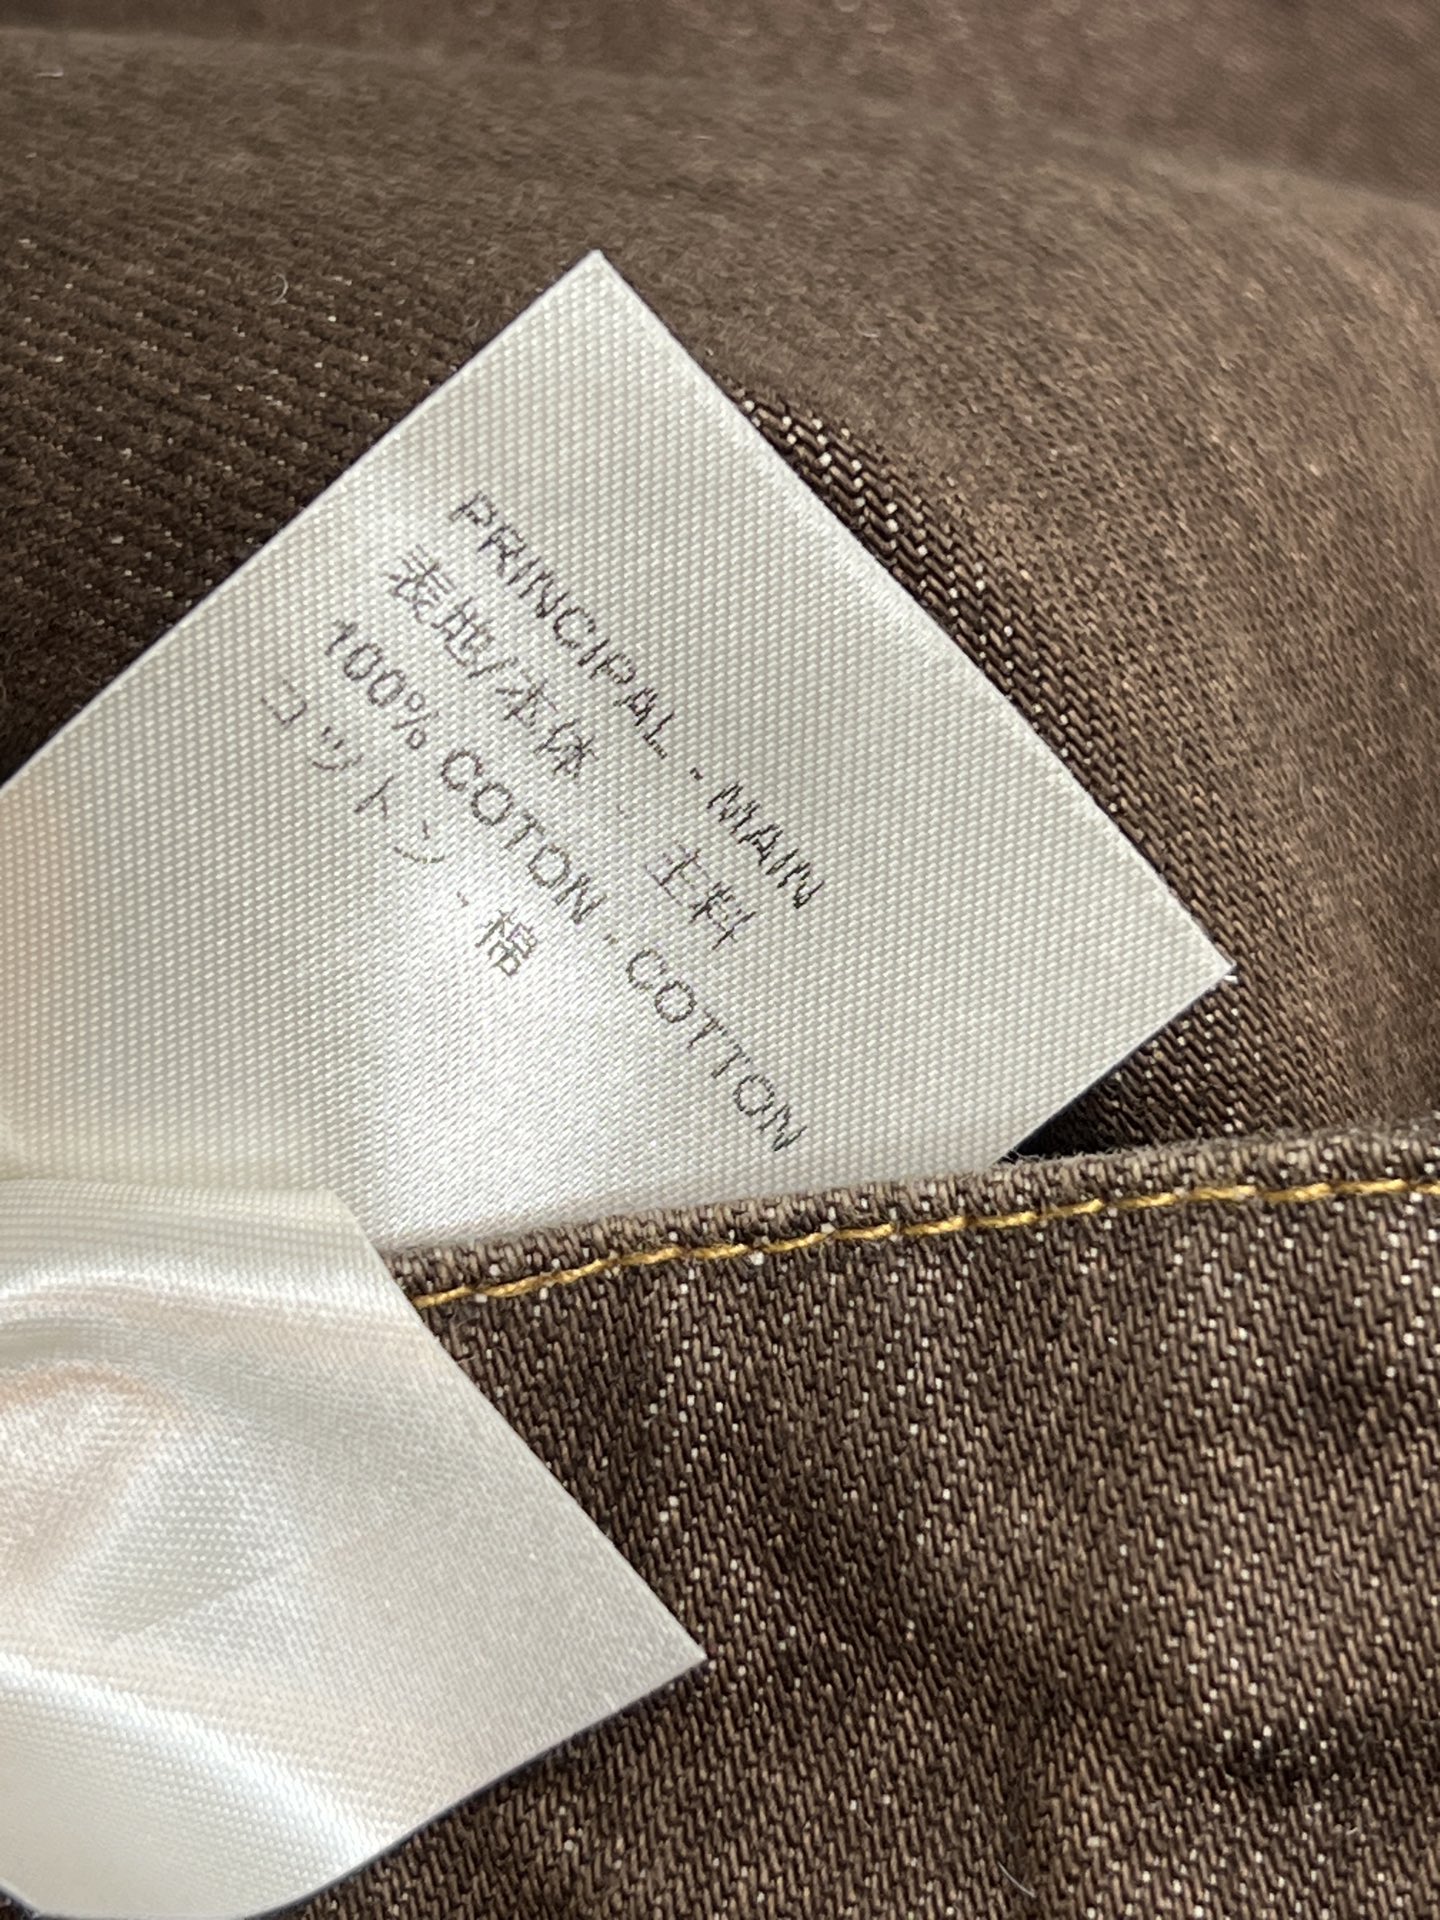 PRINCIPAL - MAIN
表地/本体 - 主料
100% COTON - COTTON
コットン - 棉